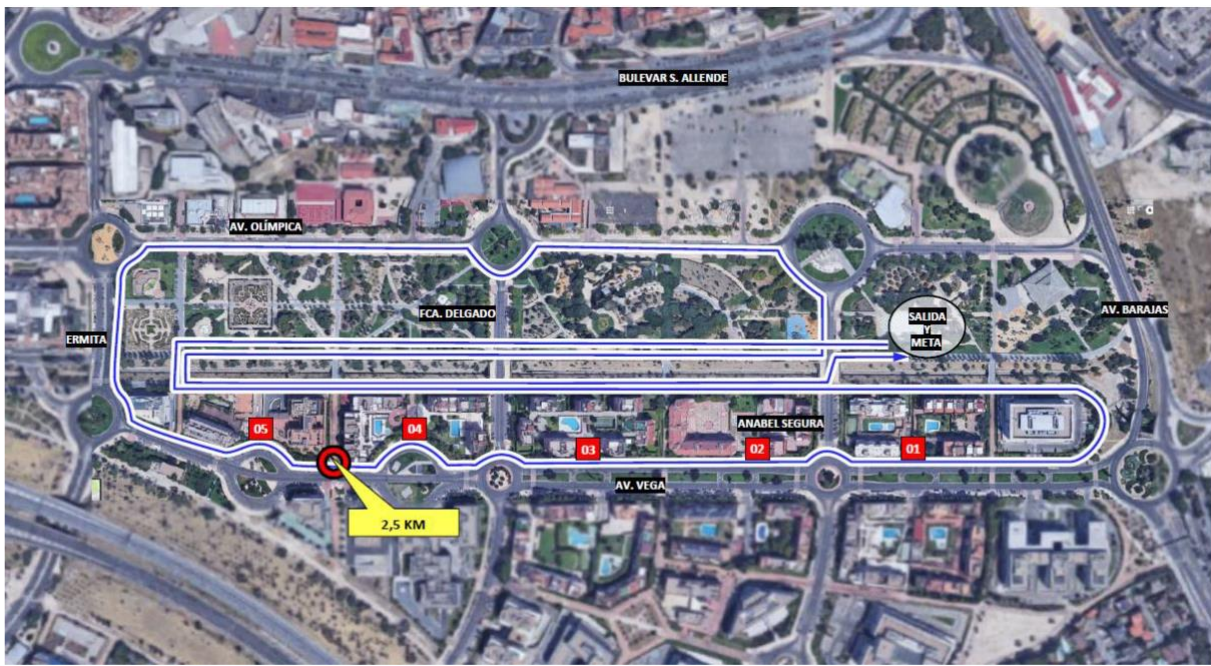 BULEVAR S. ALLENDE
AV. OLÍMPICA
FCA. DELGADO
AV. BARAJAS
SALIDA
Y
META
ERMITA
ANABEL SEGURA
05
04
03
02
01
AV. VEGA
2,5 KM